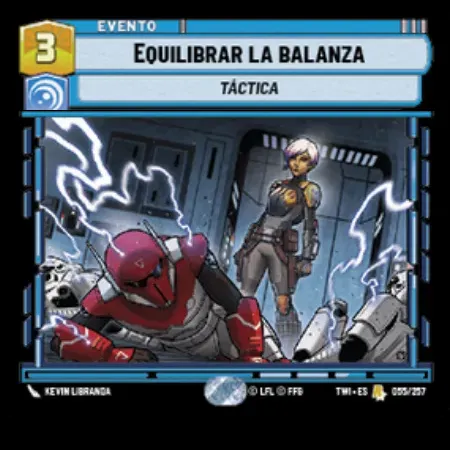 EVENTO
3
EQUILIBRAR LA BALANZA
TÁCTICA
KEVIN LIBRANDA
© LFL © FFG
TWI • ES
055/257